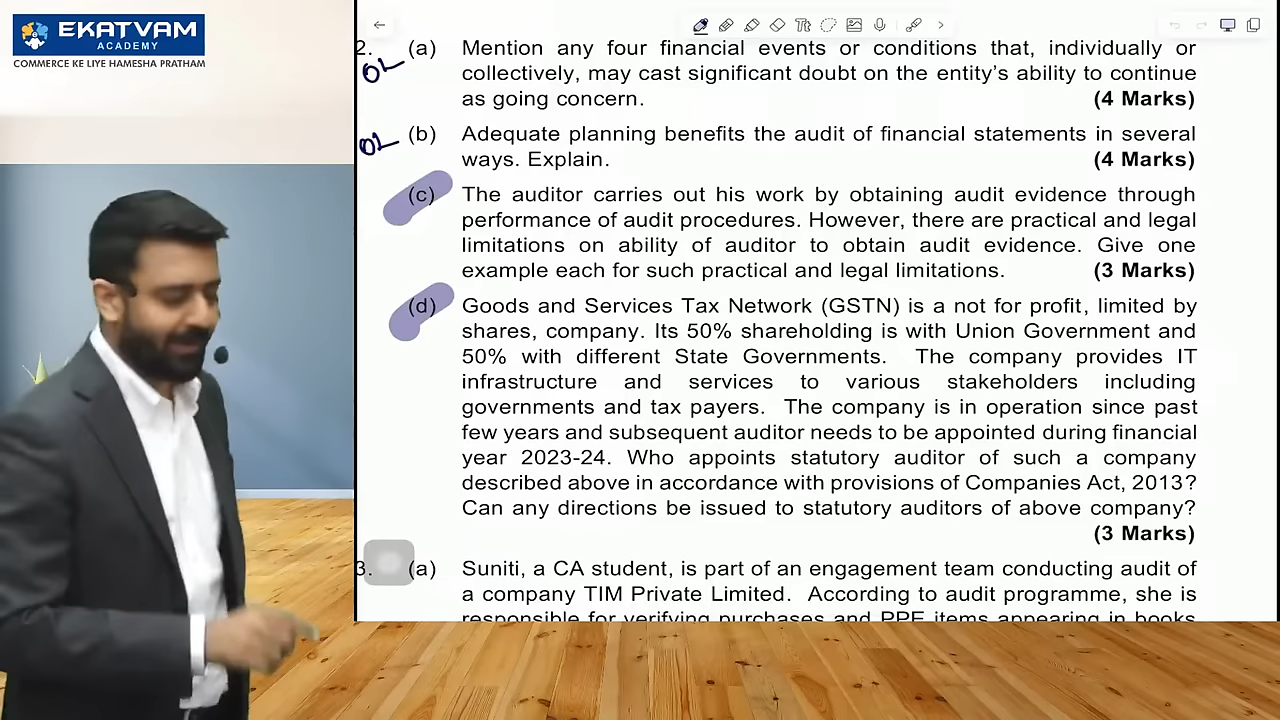 EKATVAM
ACADEMY
COMMERCE KE LIYE HAMESHA PRATHAM
2. (a) Mention any four financial events or conditions that, individually or
collectively, may cast significant doubt on the entity's ability to continue
as going concern. (4 Marks)
(b) Adequate planning benefits the audit of financial statements in several
ways. Explain. (4 Marks)
(c) The auditor carries out his work by obtaining audit evidence through
performance of audit procedures. However, there are practical and legal
limitations on ability of auditor to obtain audit evidence. Give one
example each for such practical and legal limitations. (3 Marks)
(d) Goods and Services Tax Network (GSTN) is a not for profit, limited by
shares, company. Its 50% shareholding is with Union Government and
50% with different State Governments. The company provides IT
infrastructure and services to various stakeholders including
governments and tax payers. The company is in operation since past
few years and subsequent auditor needs to be appointed during financial
year 2023-24. Who appoints statutory auditor of such a company
described above in accordance with provisions of Companies Act, 2013?
Can any directions be issued to statutory auditors of above company?
(3 Marks)
3. (a) Suniti, a CA student, is part of an engagement team conducting audit of
a company TIM Private Limited. According to audit programme, she is
responsible for verifying purchases and PPE items appearing in books